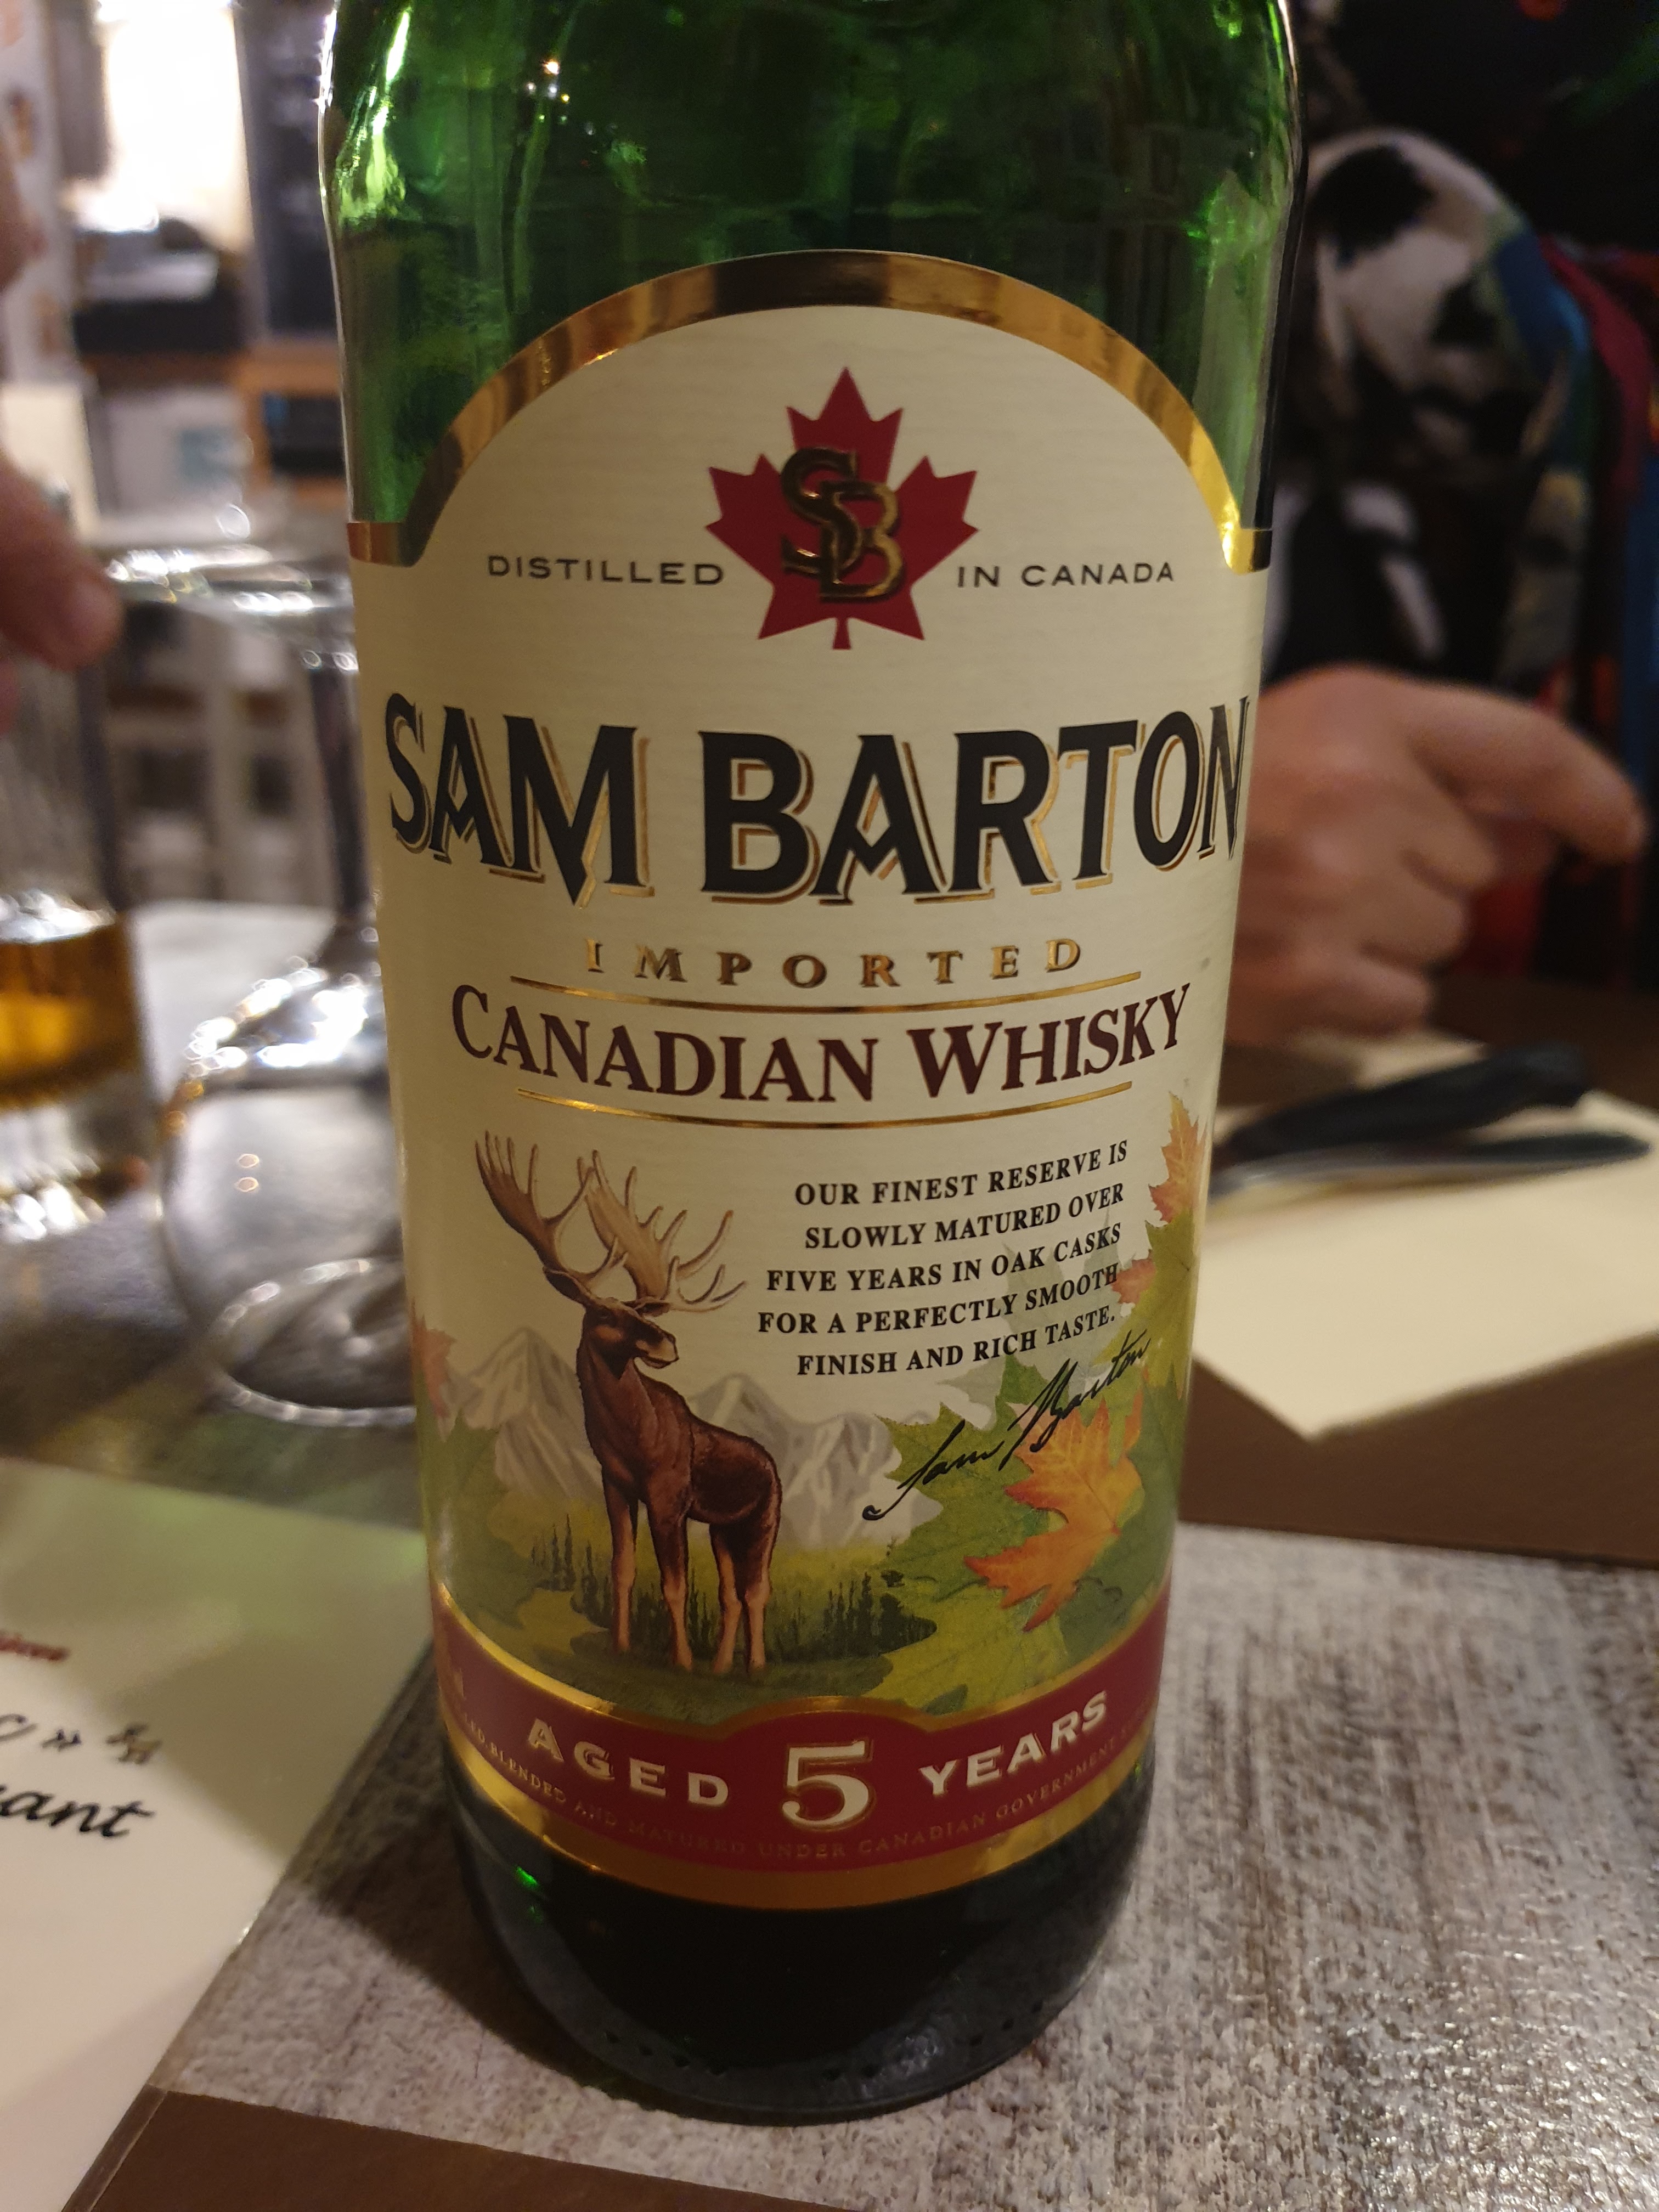 SB
DISTILLED IN CANADA
SAM BARTON
IMPORTED
CANADIAN WHISKY
OUR FINEST RESERVE IS
SLOWLY MATURED OVER
FIVE YEARS IN OAK CASKS
FOR A PERFECTLY SMOOTH
FINISH AND RICH TASTE.
Sam Barton
AGED 5 YEARS
BLENDED AND MATURED UNDER CANADIAN GOVERNMENT